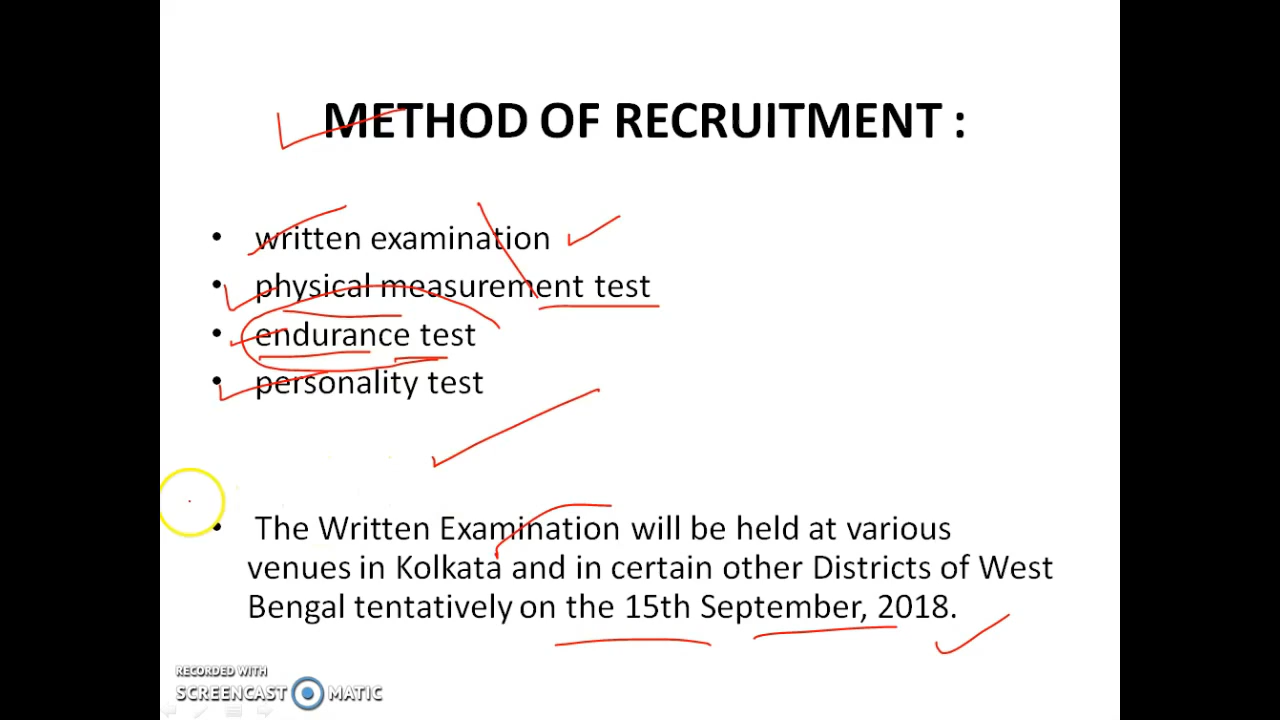 METHOD OF RECRUITMENT :
• written examination
• physical measurement test
• endurance test
• personality test
• The Written Examination will be held at various
venues in Kolkata and in certain other Districts of West
Bengal tentatively on the 15th September, 2018.
RECORDED WITH
SCREENCAST MATIC